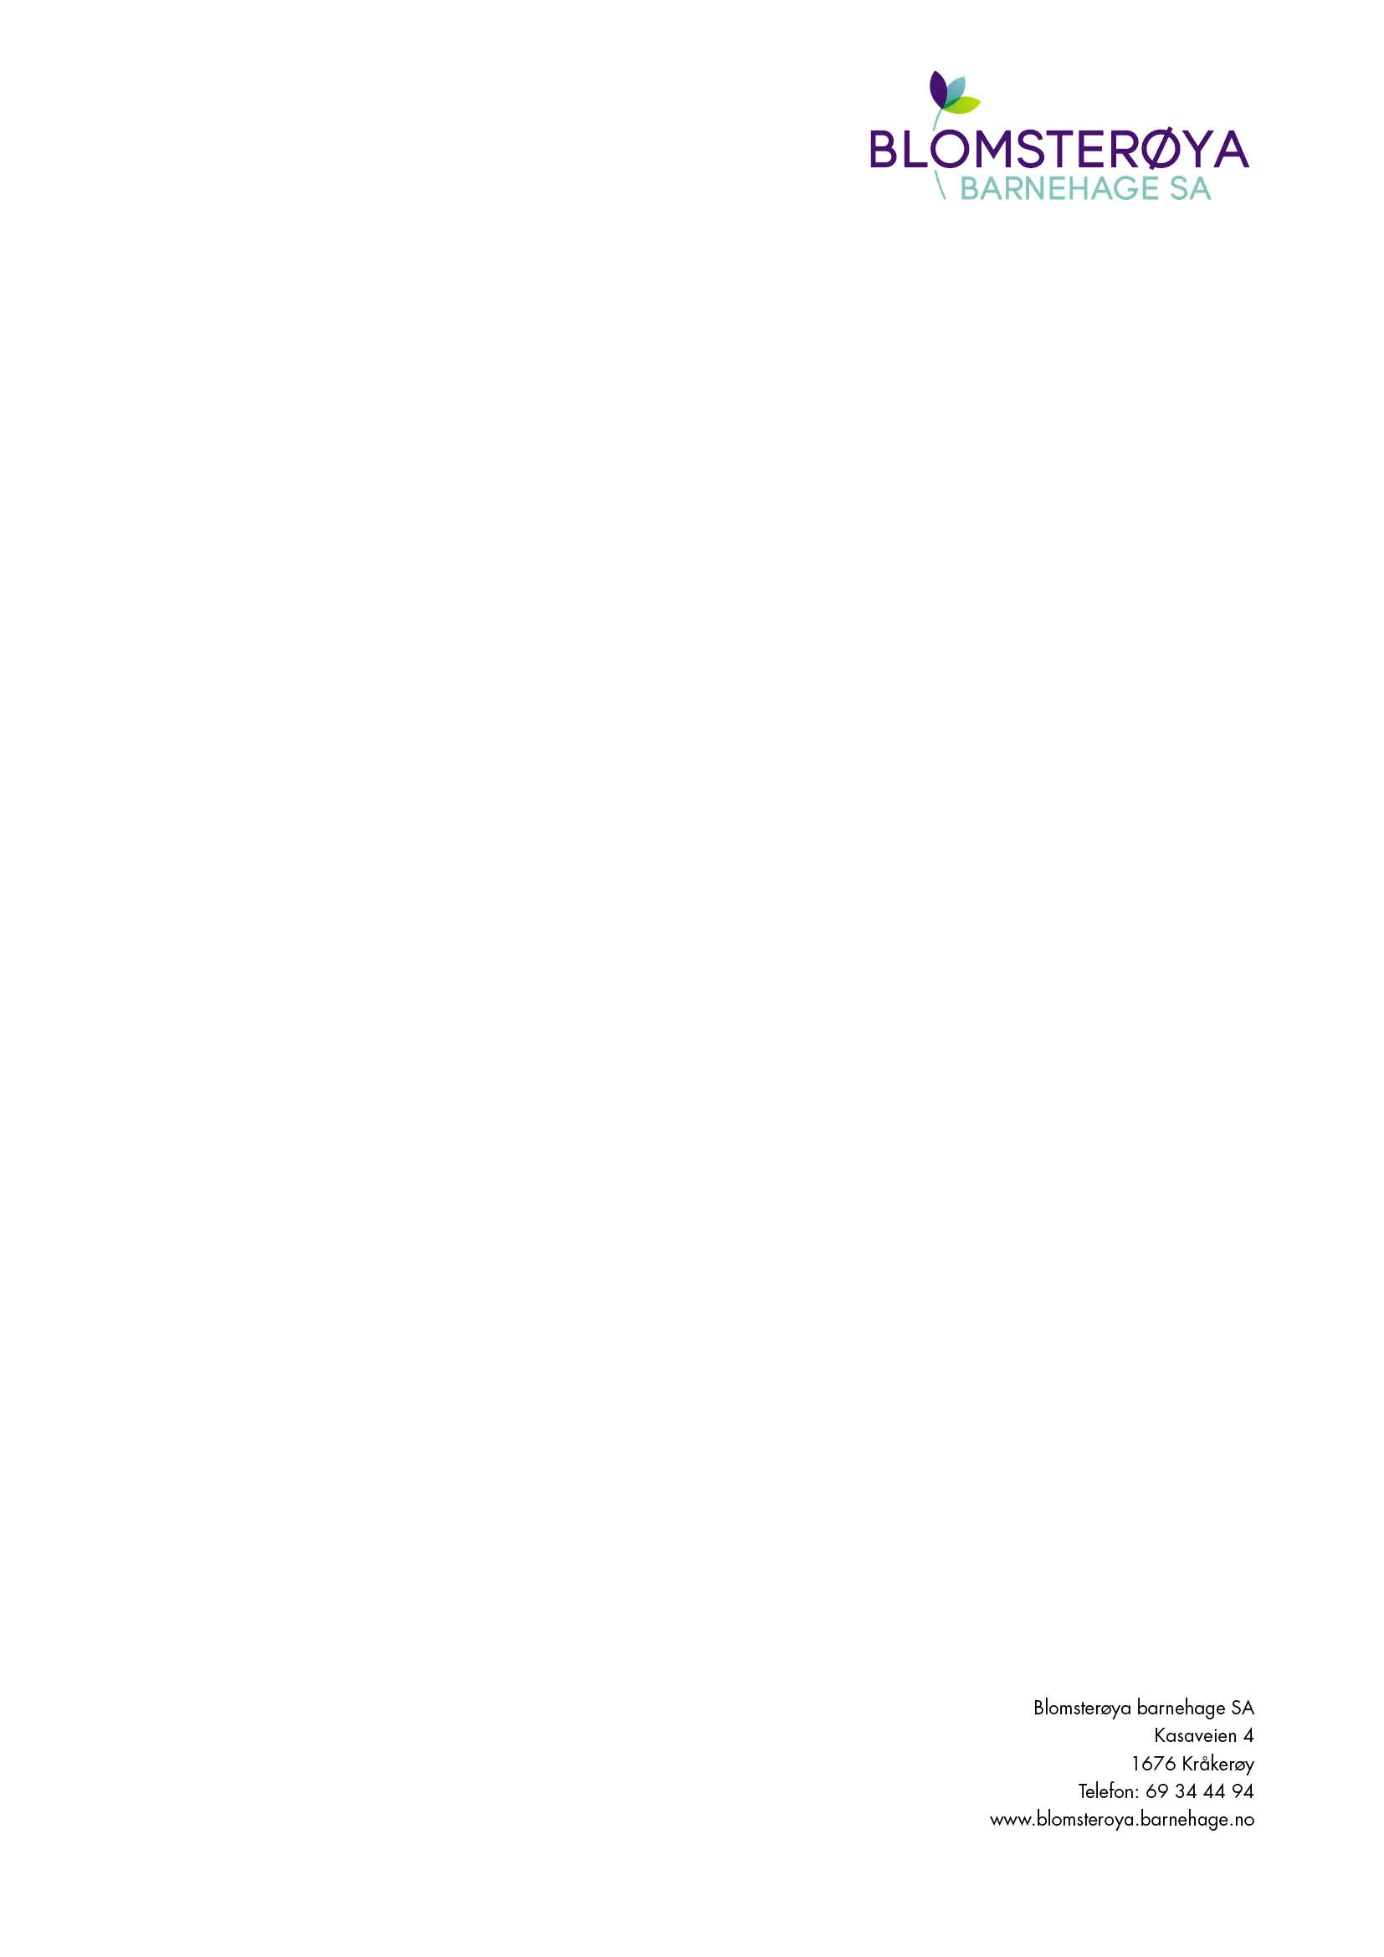 BLOMSTERØYA
BARNEHAGE SA
Blomsterøya barnehage SA
Kasaveien 4
1676 Kråkerøy
Telefon: 69 34 44 94
www.blomsteroya.barnehage.no